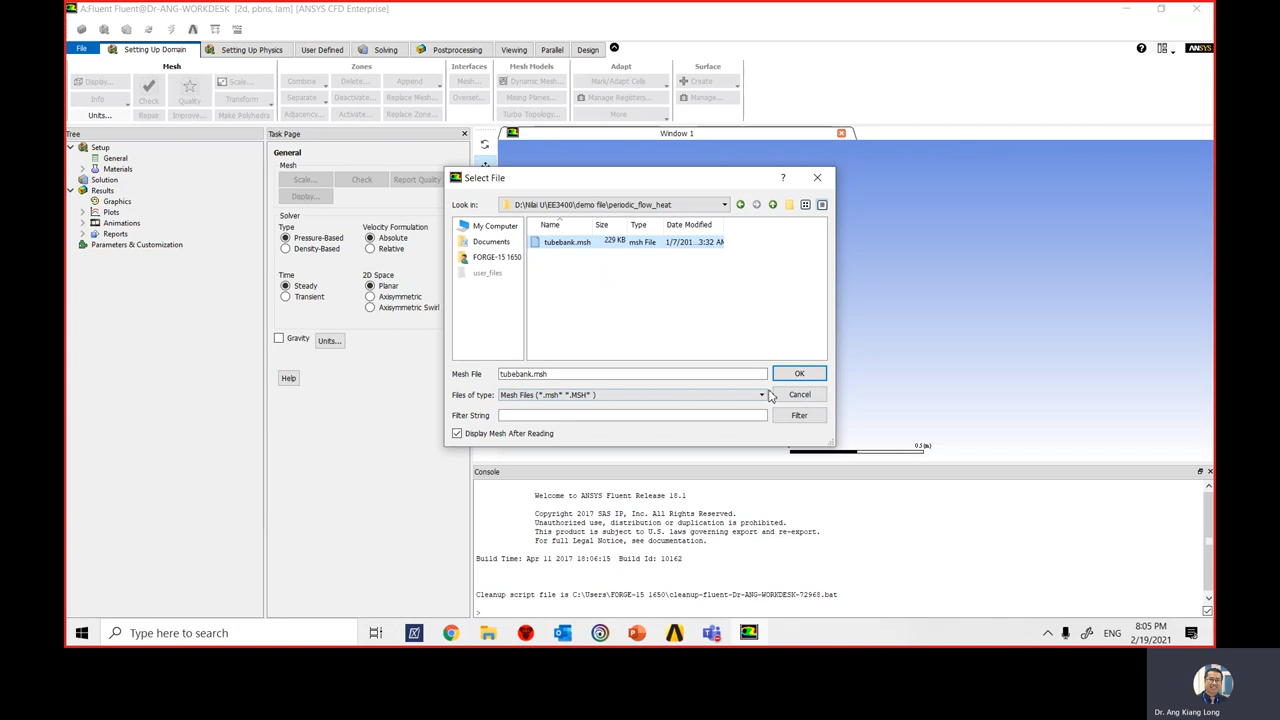 A:Fluent Fluent@Dr-ANG-WORKDESK [2d, pbns, lam] [ANSYS CFD Enterprise]
File
Setting Up Domain
Setting Up Physics
User Defined
Solving
Postprocessing
Viewing
Parallel
Design
ANSYS
Mesh
Zones
Interfaces
Mesh Models
Adapt
Surface
Display...
Scale...
Combine
Delete...
Append
Mesh...
Dynamic Mesh...
Mark/Adapt Cells
Create
Info
Check
Quality
Transform
Separate
Deactivate...
Replace Mesh...
Overset...
Mixing Planes...
Manage Registers...
Manage...
Units...
Repair
Improve...
Make Polyhedra
Adjacency...
Activate...
Replace Zone...
Turbo Topology...
More
Tree
Setup
General
Materials
Solution
Results
Graphics
Plots
Animations
Reports
Parameters & Customization
Task Page
General
Mesh
Scale...
Check
Report Quality
Display...
Solver
Type
Velocity Formulation
Pressure-Based
Absolute
Density-Based
Relative
Time
2D Space
Steady
Planar
Transient
Axisymmetric
Axisymmetric Swirl
Gravity
Units...
Help
Window 1
Select File
?
Look in:
D:\Nilai U\EE3400\demo file\periodic_flow_heat
My Computer
Documents
FORGE-15 1650
user_files
Name
Size
Type
Date Modified
tubebank.msh
229 KB
msh File
1/7/201...3:32 AM
Mesh File
tubebank.msh
OK
Files of type:
Mesh Files (*.msh* *.MSH* )
Cancel
Filter String
Filter
Display Mesh After Reading
0.5 (m)
Console
Welcome to ANSYS Fluent Release 18.1
Copyright 2017 SAS IP, Inc. All Rights Reserved.
Unauthorized use, distribution or duplication is prohibited.
This product is subject to U.S. laws governing export and re-export.
For full Legal Notice, see documentation.
Build Time: Apr 11 2017 18:06:15 Build Id: 10162
Cleanup script file is C:\Users\FORGE-15 1650\cleanup-fluent-Dr-ANG-WORKDESK-72968.bat
>
Type here to search
ENG
8:05 PM
2/19/2021
Dr. Ang Kiang Long